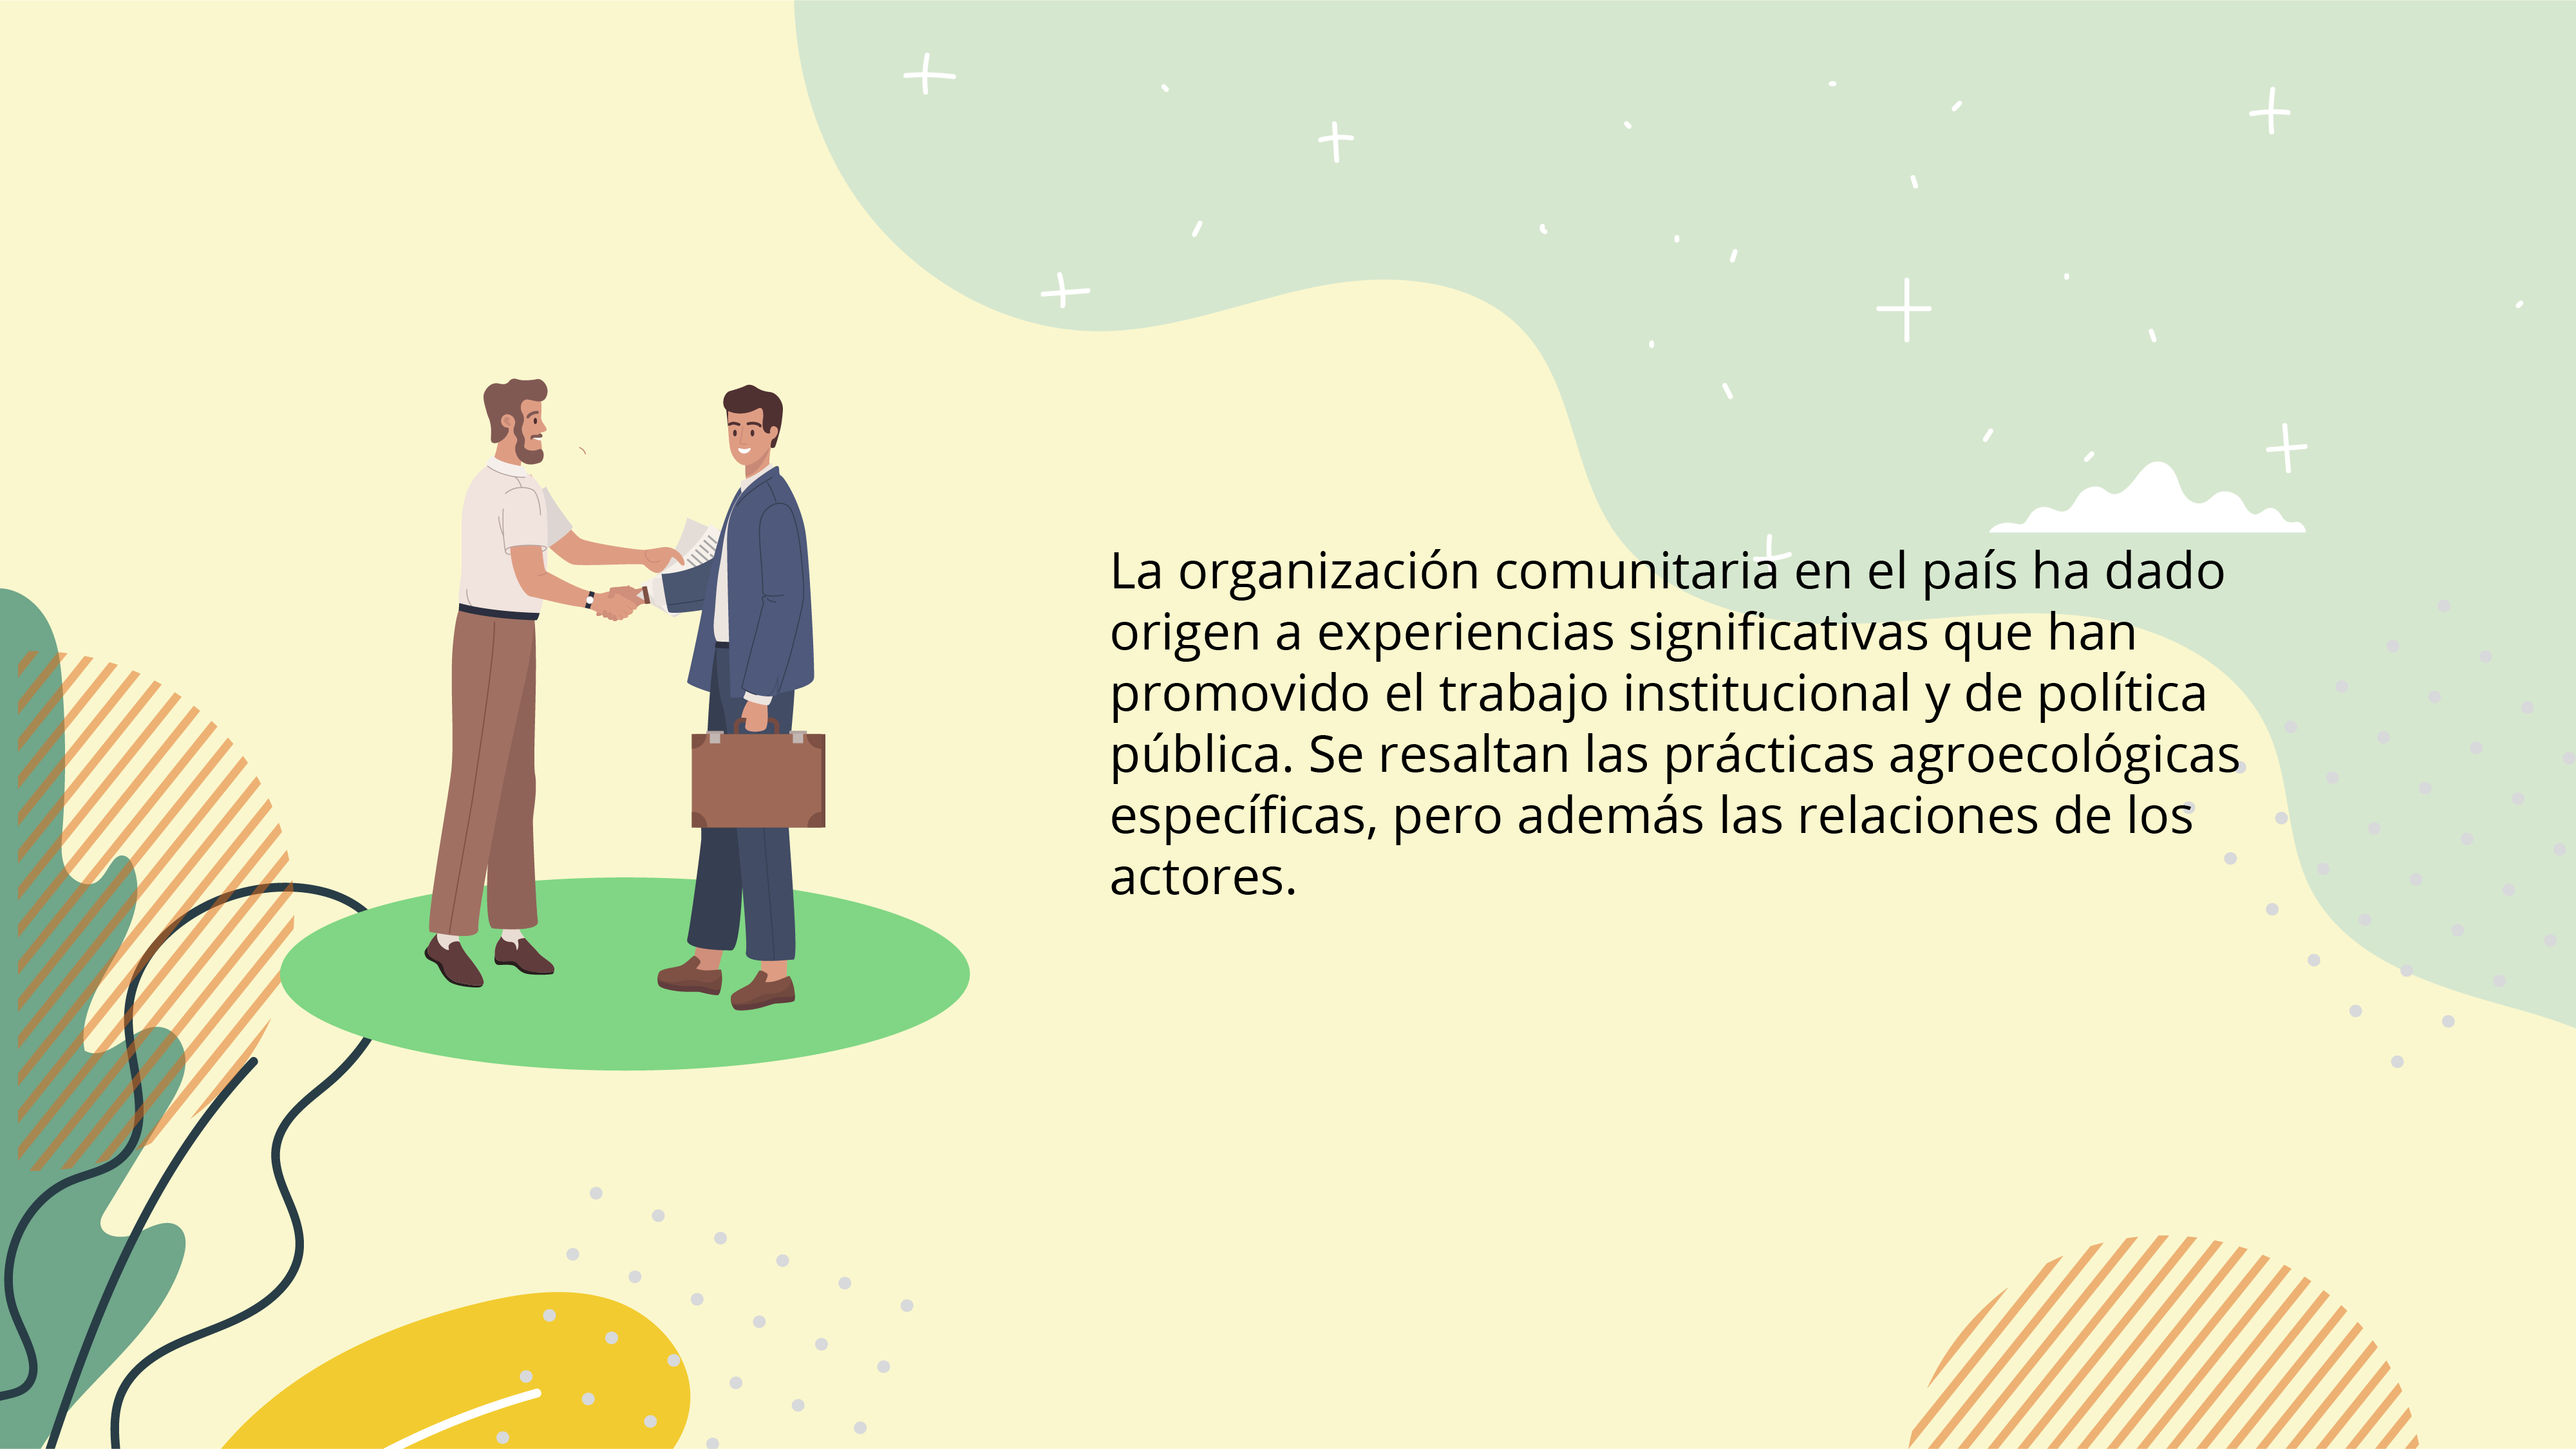 La organización comunitaria en el país ha dado
origen a experiencias significativas que han
promovido el trabajo institucional y de política
pública. Se resaltan las prácticas agroecológicas
específicas, pero además las relaciones de los
actores.